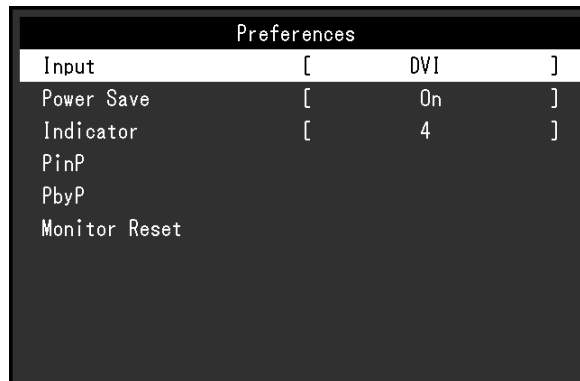 Preferences
Input [ DVI ]
Power Save [ On ]
Indicator [ 4 ]
PinP
PbyP
Monitor Reset